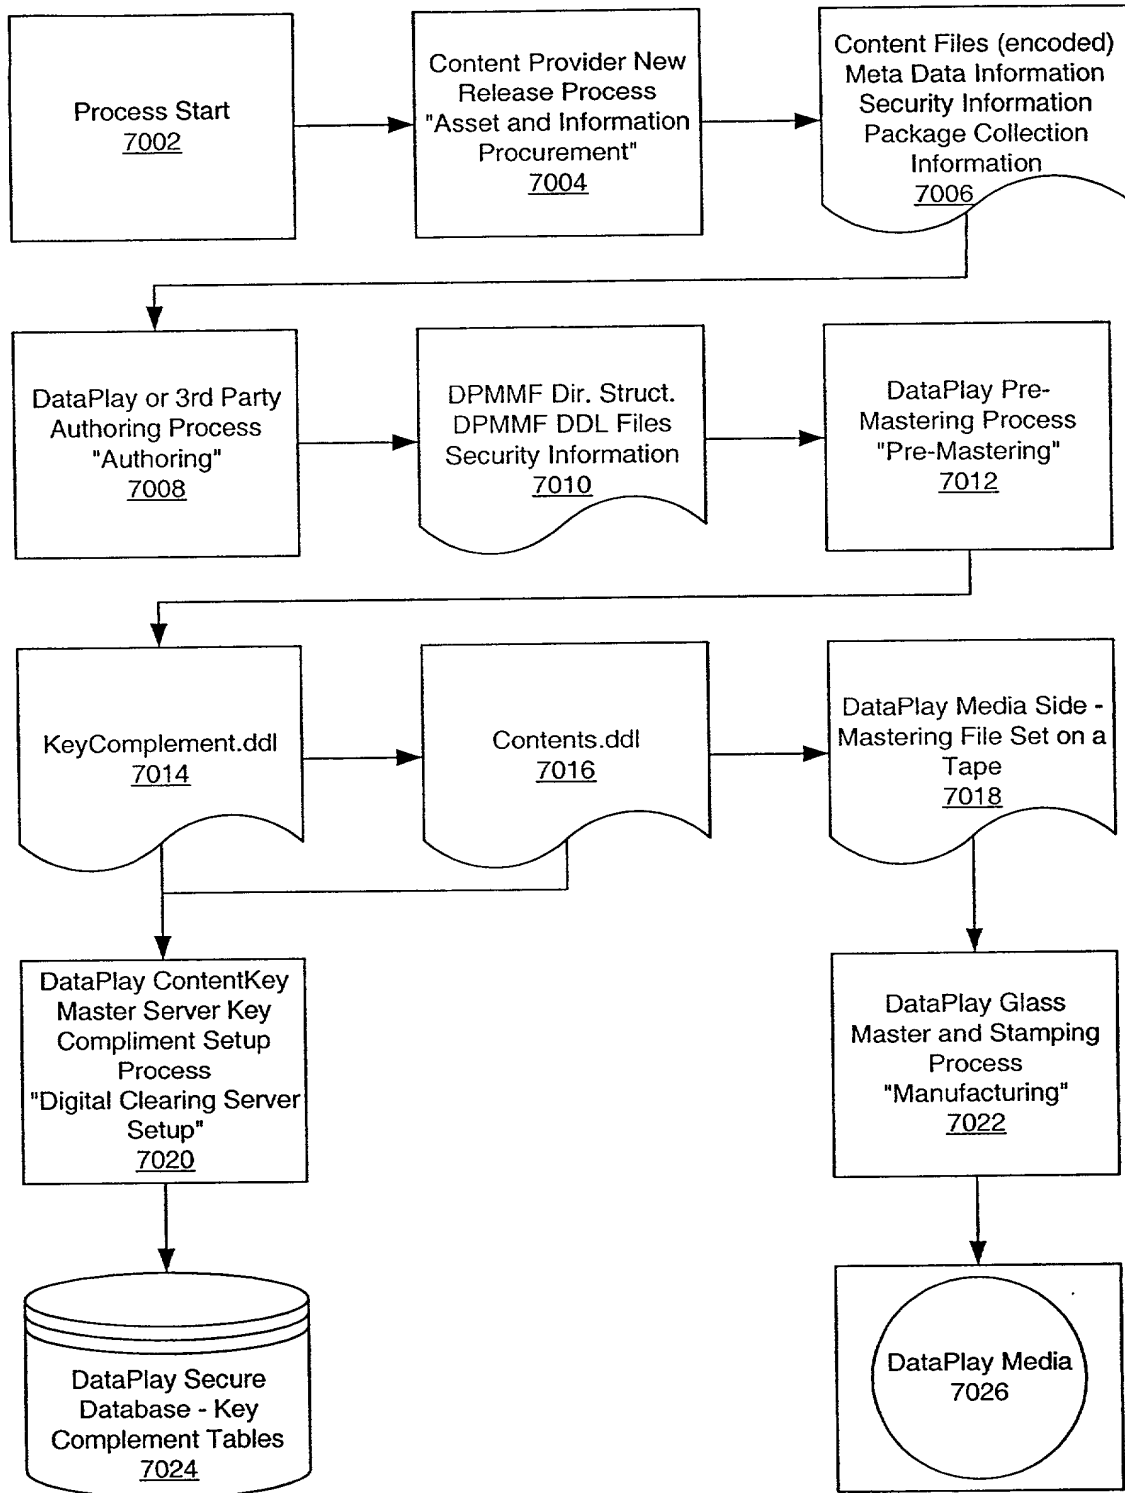 Process Start
7002
Content Provider New
Release Process
"Asset and Information
Procurement"
7004
Content Files (encoded)
Meta Data Information
Security Information
Package Collection
Information
7006
DataPlay or 3rd Party
Authoring Process
"Authoring"
7008
DPMMF Dir. Struct.
DPMMF DDL Files
Security Information
7010
DataPlay Pre-
Mastering Process
"Pre-Mastering"
7012
KeyComplement.ddl
7014
Contents.ddl
7016
DataPlay Media Side -
Mastering File Set on a
Tape
7018
DataPlay ContentKey
Master Server Key
Compliment Setup
Process
"Digital Clearing Server
Setup"
7020
DataPlay Glass
Master and Stamping
Process
"Manufacturing"
7022
DataPlay Secure
Database - Key
Complement Tables
7024
DataPlay Media
7026